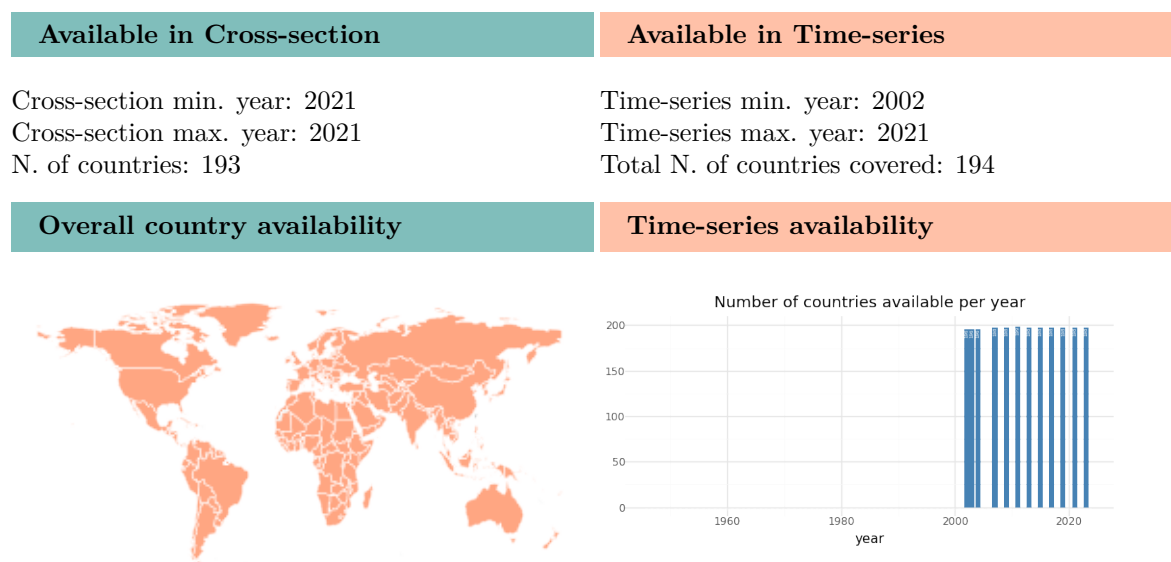 Available in Cross-section
Available in Time-series
Cross-section min. year: 2021
Cross-section max. year: 2021
N. of countries: 193
Time-series min. year: 2002
Time-series max. year: 2021
Total N. of countries covered: 194
Overall country availability
Time-series availability
Number of countries available per year
200
150
100
50
0
1960 1980 2000 2020
year